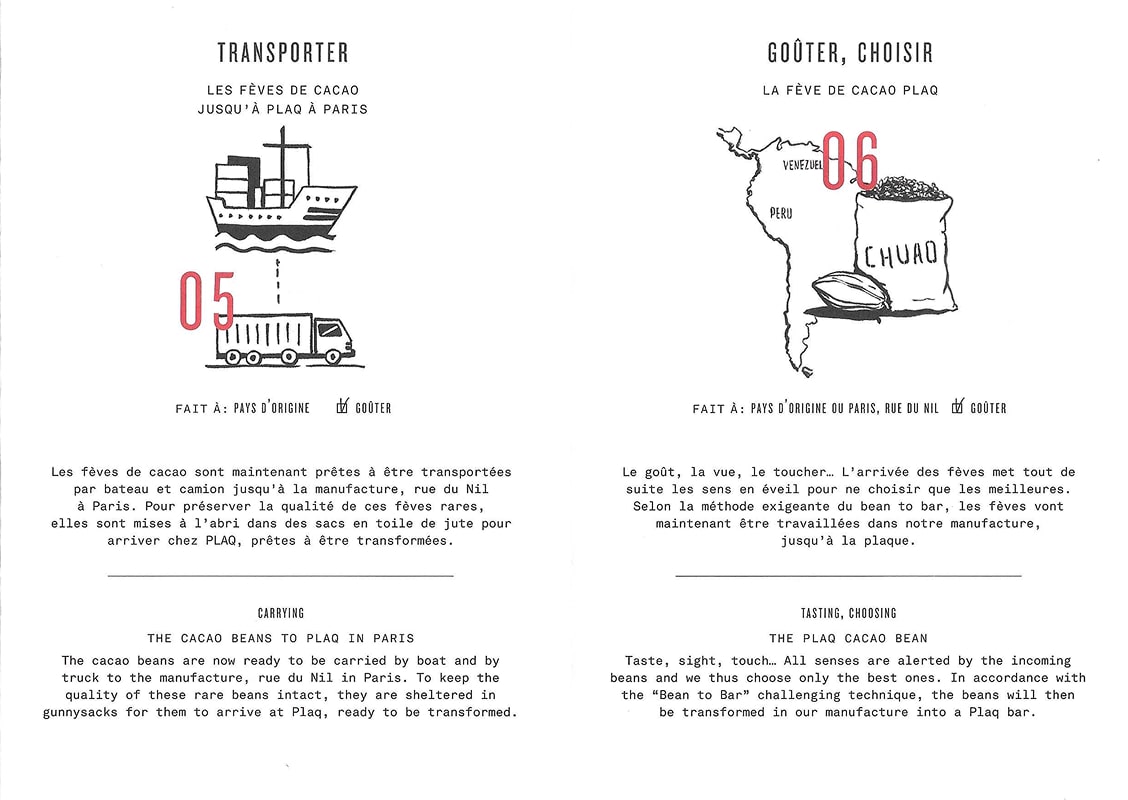 TRANSPORTER
LES FÈVES DE CACAO
JUSQU'À PLAQ À PARIS
05
FAIT À: PAYS D'ORIGINE ☑ GOÛTER
Les fèves de cacao sont maintenant prêtes à être transportées
par bateau et camion jusqu'à la manufacture, rue du Nil
à Paris. Pour préserver la qualité de ces fèves rares,
elles sont mises à l'abri dans des sacs en toile de jute pour
arriver chez PLAQ, prêtes à être transformées.
CARRYING
THE CACAO BEANS TO PLAQ IN PARIS
The cacao beans are now ready to be carried by boat and by
truck to the manufacture, rue du Nil in Paris. To keep the
quality of these rare beans intact, they are sheltered in
gunnysacks for them to arrive at Plaq, ready to be transformed.
GOÛTER, CHOISIR
LA FÈVE DE CACAO PLAQ
06
VENEZUEL
PERU
CHUAO
FAIT À: PAYS D'ORIGINE OU PARIS, RUE DU NIL ☑ GOÛTER
Le goût, la vue, le toucher… L'arrivée des fèves met tout de
suite les sens en éveil pour ne choisir que les meilleures.
Selon la méthode exigeante du bean to bar, les fèves vont
maintenant être travaillées dans notre manufacture,
jusqu'à la plaque.
TASTING, CHOOSING
THE PLAQ CACAO BEAN
Taste, sight, touch… All senses are alerted by the incoming
beans and we thus choose only the best ones. In accordance with
the “Bean to Bar” challenging technique, the beans will then
be transformed in our manufacture into a Plaq bar.